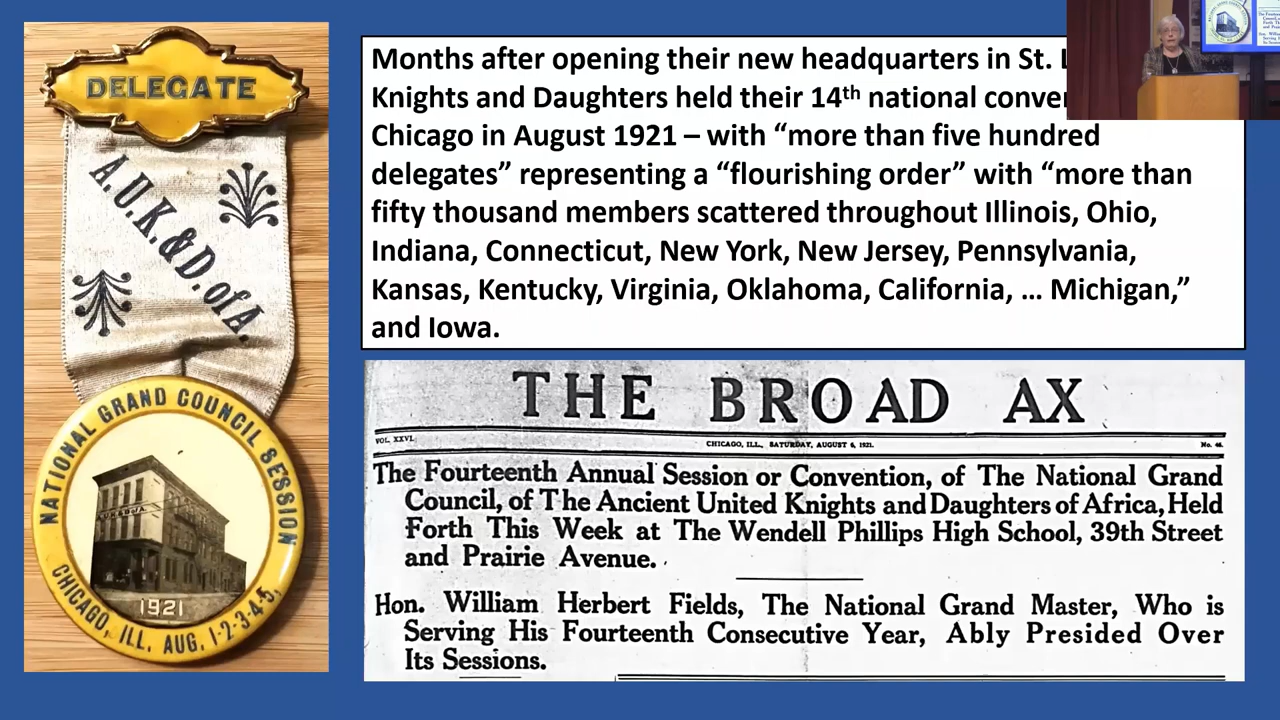 DELEGATE
A.U.K.&D. of A.
NATIONAL GRAND COUNCIL SESSION
1921
CHICAGO, ILL. AUG. 1-2-3-4-5,
Months after opening their new headquarters in St.
Knights and Daughters held their 14th national
Chicago in August 1921 – with “more than five hundred
delegates” representing a “flourishing order” with “more than
fifty thousand members scattered throughout Illinois, Ohio,
Indiana, Connecticut, New York, New Jersey, Pennsylvania,
Kansas, Kentucky, Virginia, Oklahoma, California, … Michigan,”
and Iowa.
THE BROAD AX
VOL. XXVI. CHICAGO, ILL., SATURDAY, AUGUST 6, 1921. No. 46.
The Fourteenth Annual Session or Convention, of The National Grand
Council, of The Ancient United Knights and Daughters of Africa, Held
Forth This Week at The Wendell Phillips High School, 39th Street
and Prairie Avenue.
Hon. William Herbert Fields, The National Grand Master, Who is
Serving His Fourteenth Consecutive Year, Ably Presided Over
Its Sessions.